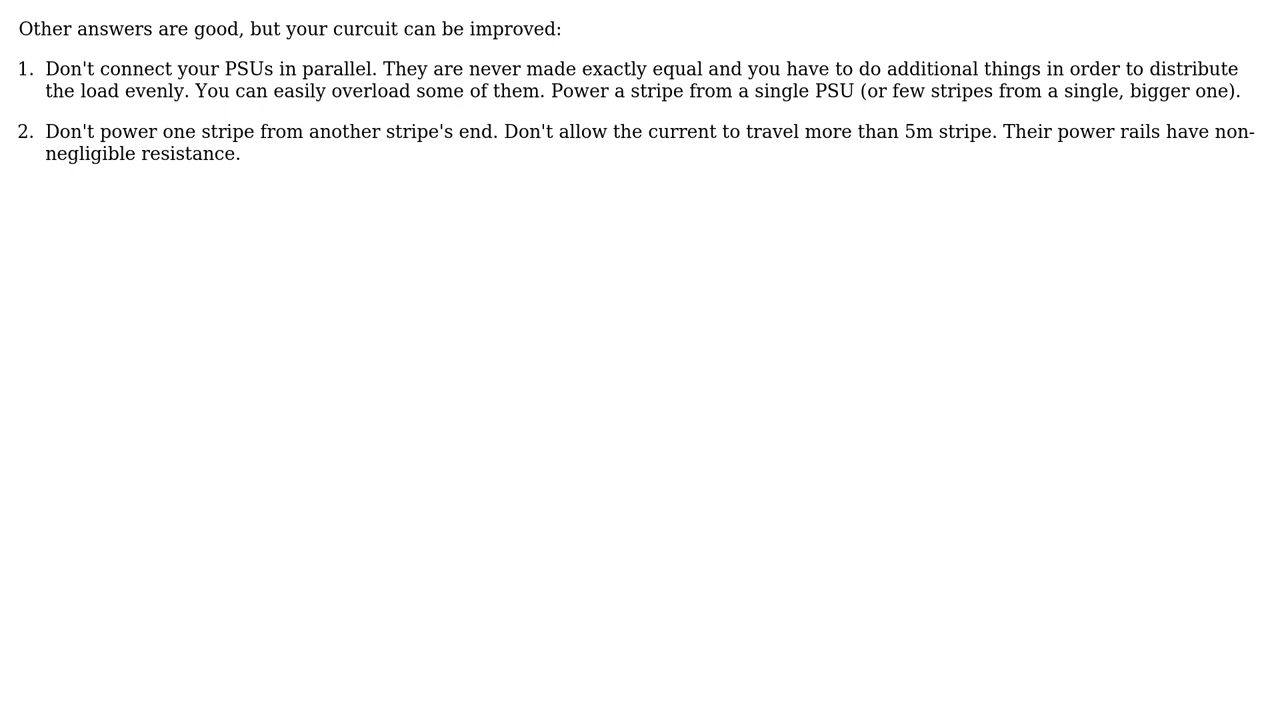 Other answers are good, but your curcuit can be improved:
1. Don't connect your PSUs in parallel. They are never made exactly equal and you have to do additional things in order to distribute
the load evenly. You can easily overload some of them. Power a stripe from a single PSU (or few stripes from a single, bigger one).
2. Don't power one stripe from another stripe's end. Don't allow the current to travel more than 5m stripe. Their power rails have non-
negligible resistance.